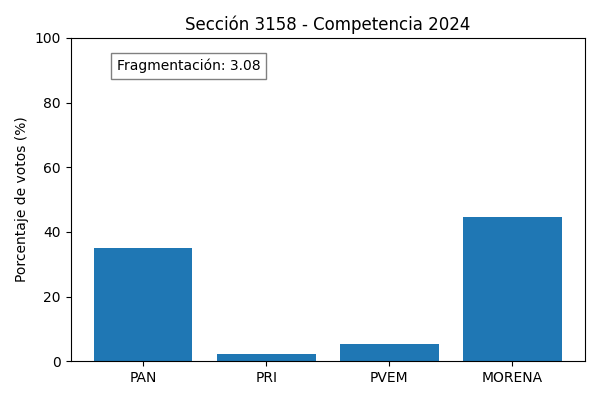 Sección 3158 - Competencia 2024
Fragmentación: 3.08
Porcentaje de votos (%)
100
80
60
40
20
0
PAN PRI PVEM MORENA